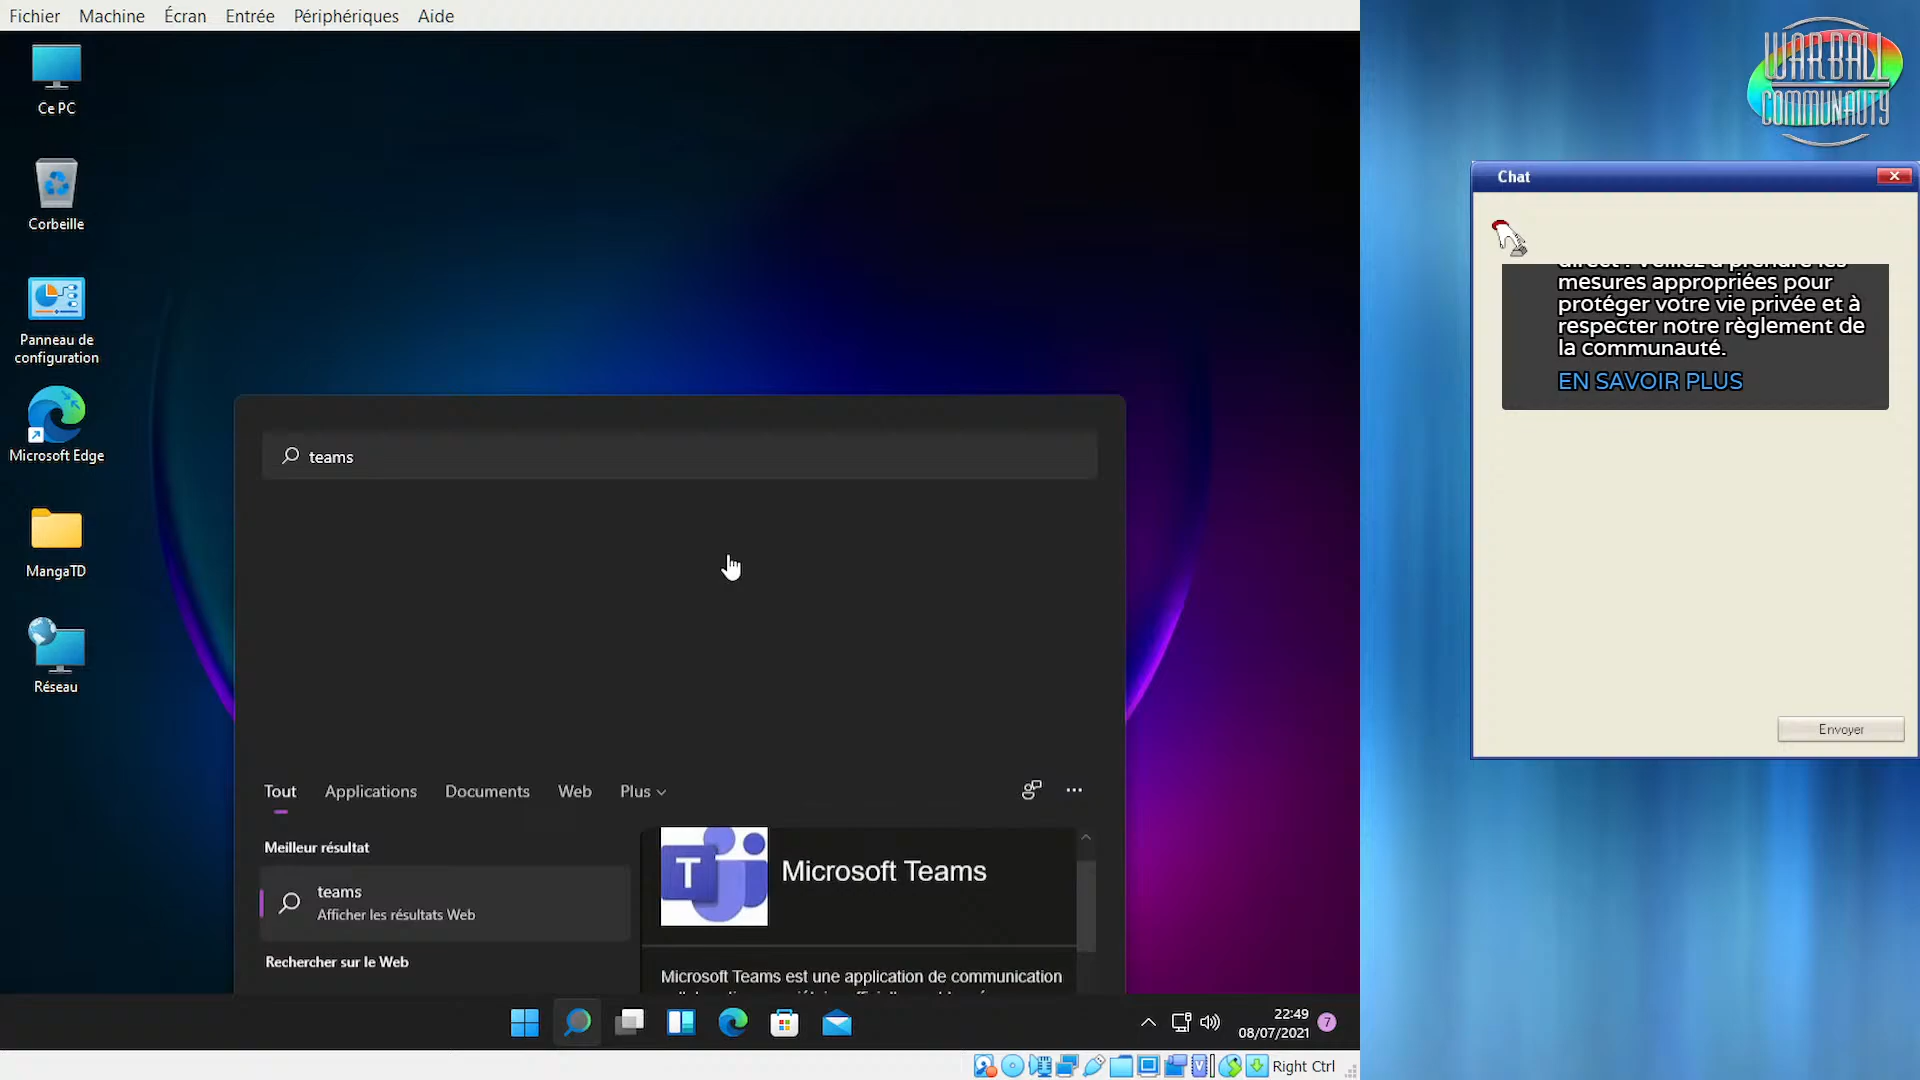 Fichier Machine Écran Entrée Périphériques Aide
WARBALL
COMMUNAUTY
Ce PC
Corbeille
Panneau de
configuration
Microsoft Edge
MangaTD
Réseau
teams
Tout Applications Documents Web Plus
Meilleur résultat
teams
Afficher les résultats Web
Rechercher sur le Web
T
Microsoft Teams
Microsoft Teams est une application de communication
22:49
08/07/2021
7
Right Ctrl
Chat
mesures appropriées pour
protéger votre vie privée et à
respecter notre règlement de
la communauté.
EN SAVOIR PLUS
Envoyer